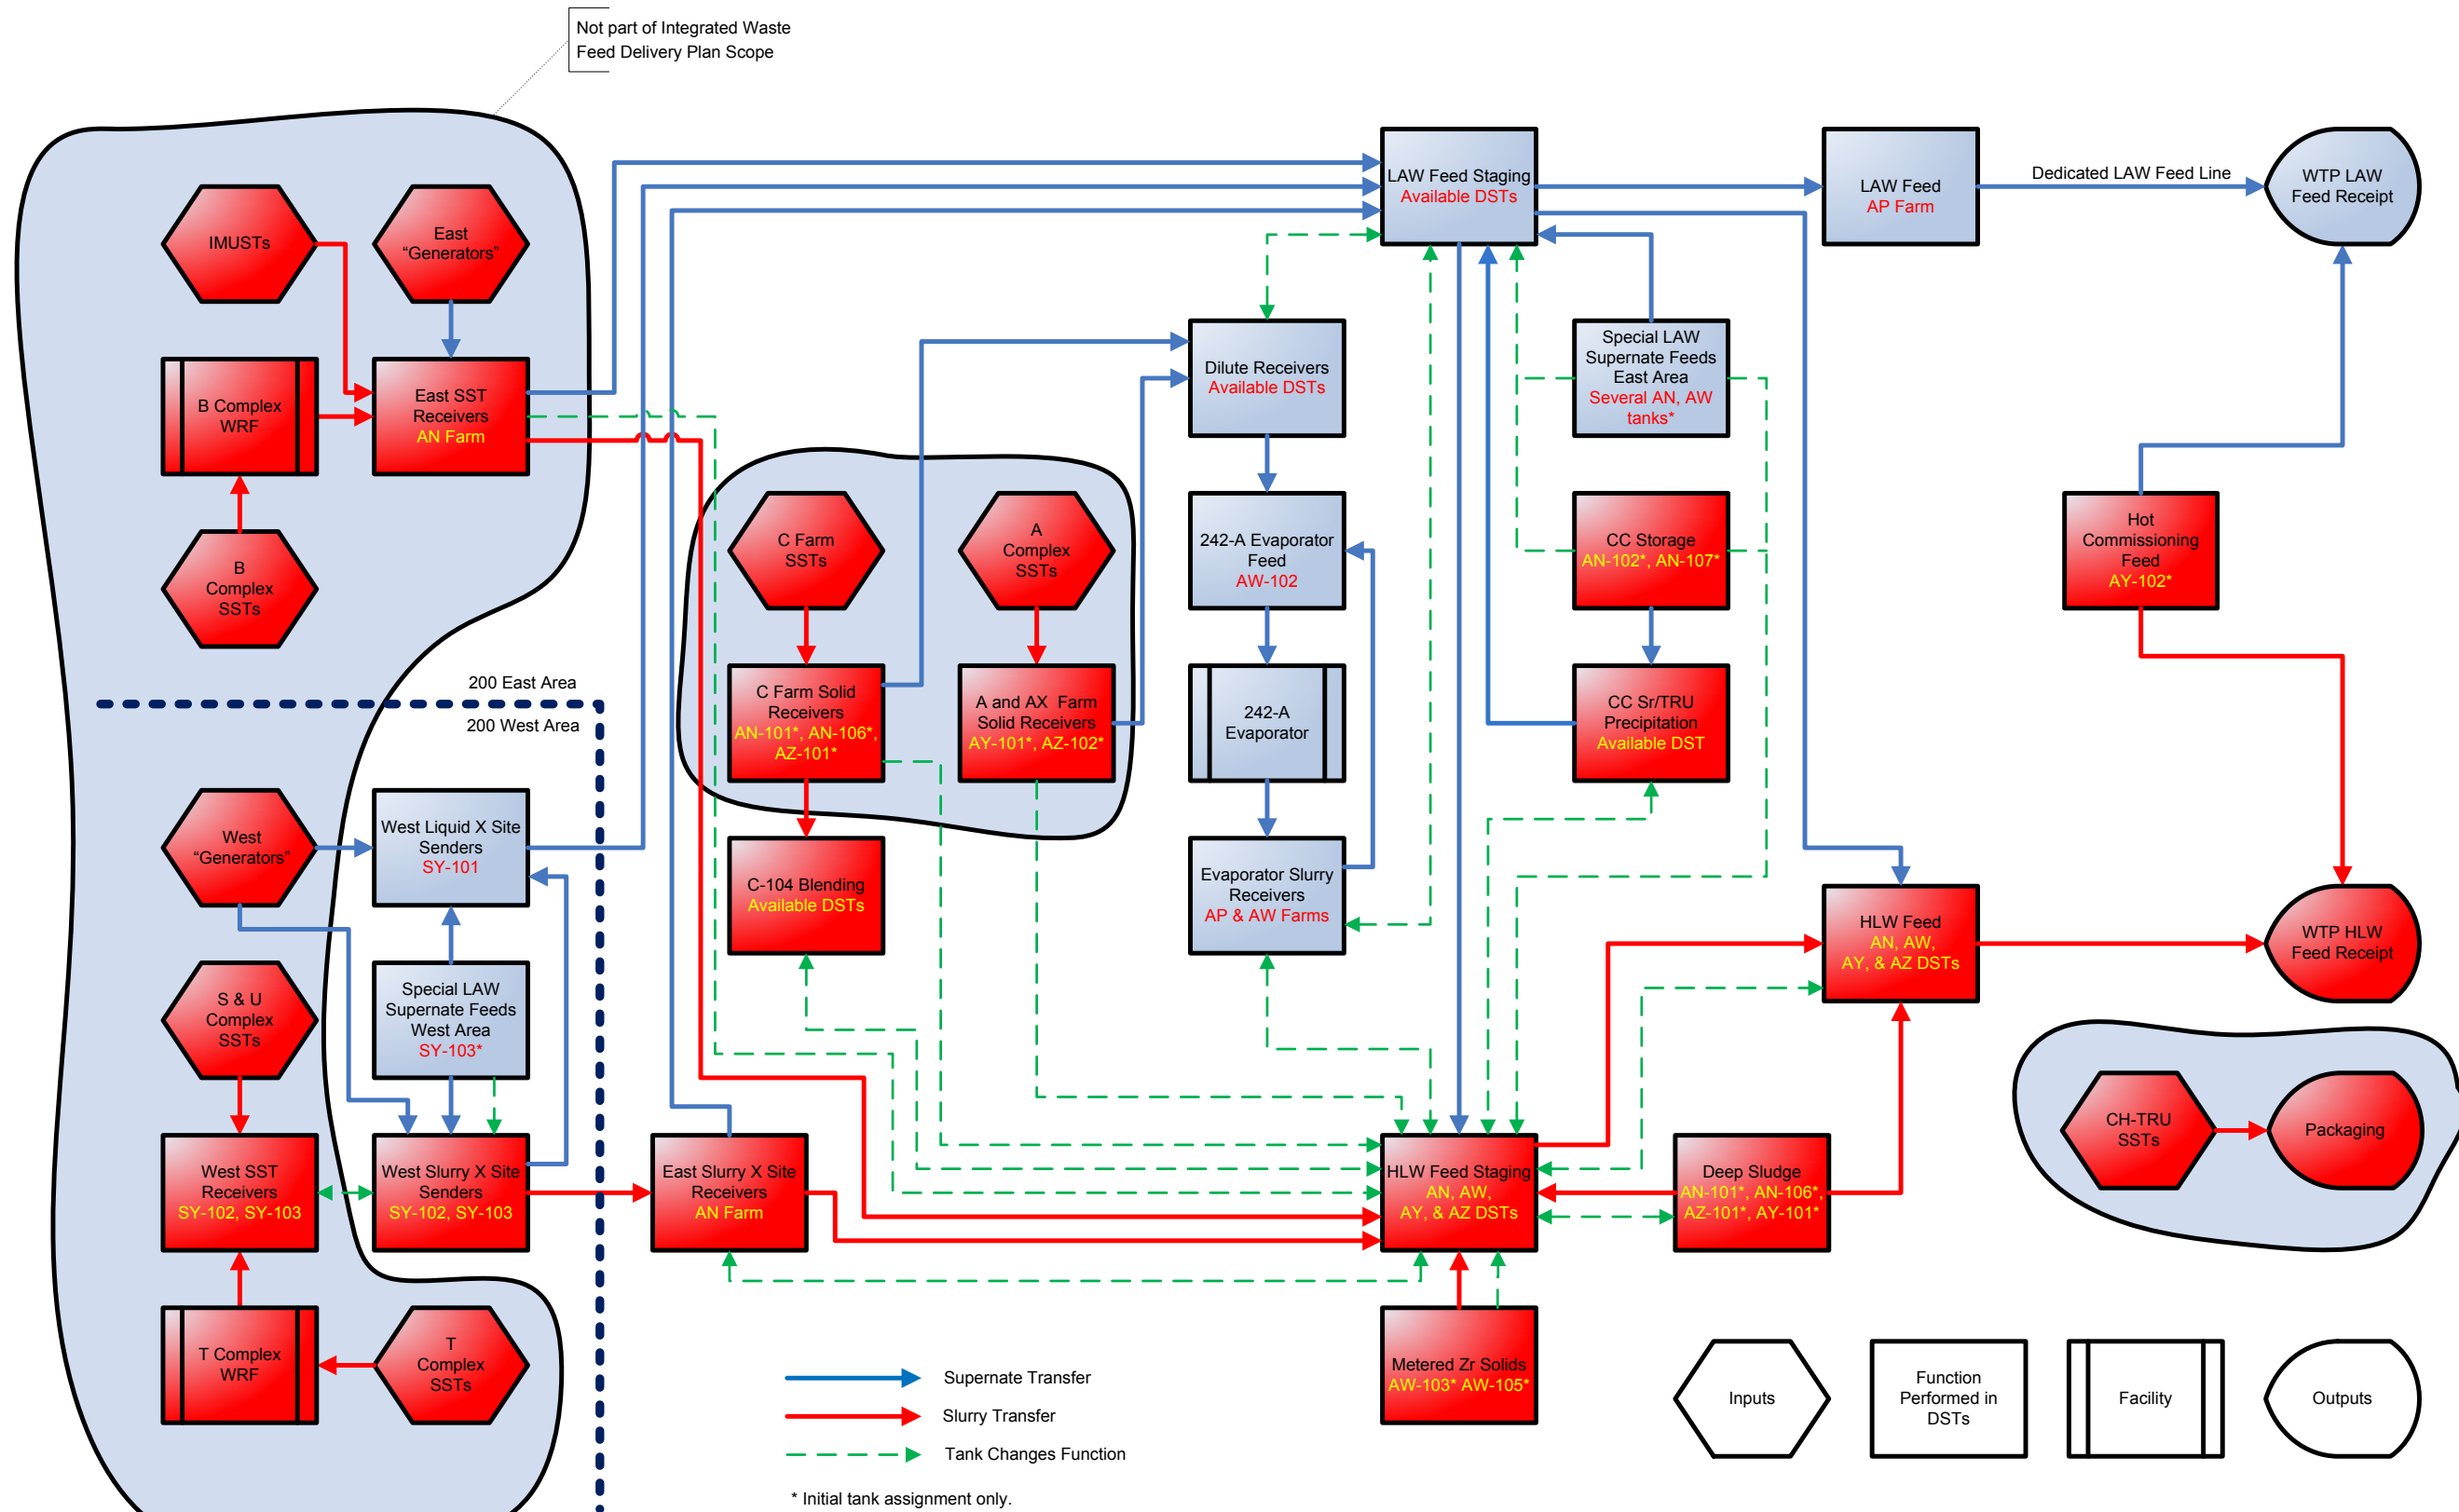 Not part of Integrated Waste
Feed Delivery Plan Scope
IMUSTs
East
“Generators”
B Complex
WRF
East SST
Receivers
AN Farm
B
Complex
SSTs
200 East Area
200 West Area
West
“Generators”
West Liquid X Site
Senders
SY-101
S & U
Complex
SSTs
Special LAW
Supernate Feeds
West Area
SY-103*
West SST
Receivers
SY-102, SY-103
West Slurry X Site
Senders
SY-102, SY-103
T Complex
WRF
T
Complex
SSTs
C Farm
SSTs
A
Complex
SSTs
C Farm Solid
Receivers
AN-101*, AN-106*,
AZ-101*
A and AX Farm
Solid Receivers
AY-101*, AZ-102*
C-104 Blending
Available DSTs
East Slurry X Site
Receivers
AN Farm
LAW Feed Staging
Available DSTs
Dilute Receivers
Available DSTs
242-A Evaporator
Feed
AW-102
242-A
Evaporator
Evaporator Slurry
Receivers
AP & AW Farms
Special LAW
Supernate Feeds
East Area
Several AN, AW
tanks*
CC Storage
AN-102*, AN-107*
CC Sr/TRU
Precipitation
Available DST
LAW Feed
AP Farm
Dedicated LAW Feed Line
WTP LAW
Feed Receipt
Hot
Commissioning
Feed
AY-102*
HLW Feed
AN, AW,
AY, & AZ DSTs
WTP HLW
Feed Receipt
HLW Feed Staging
AN, AW,
AY, & AZ DSTs
Deep Sludge
AN-101*, AN-106*,
AZ-101*, AY-101*
Metered Zr Solids
AW-103* AW-105*
CH-TRU
SSTs
Packaging
Supernate Transfer
Slurry Transfer
Tank Changes Function
* Initial tank assignment only.
Inputs
Function
Performed in
DSTs
Facility
Outputs